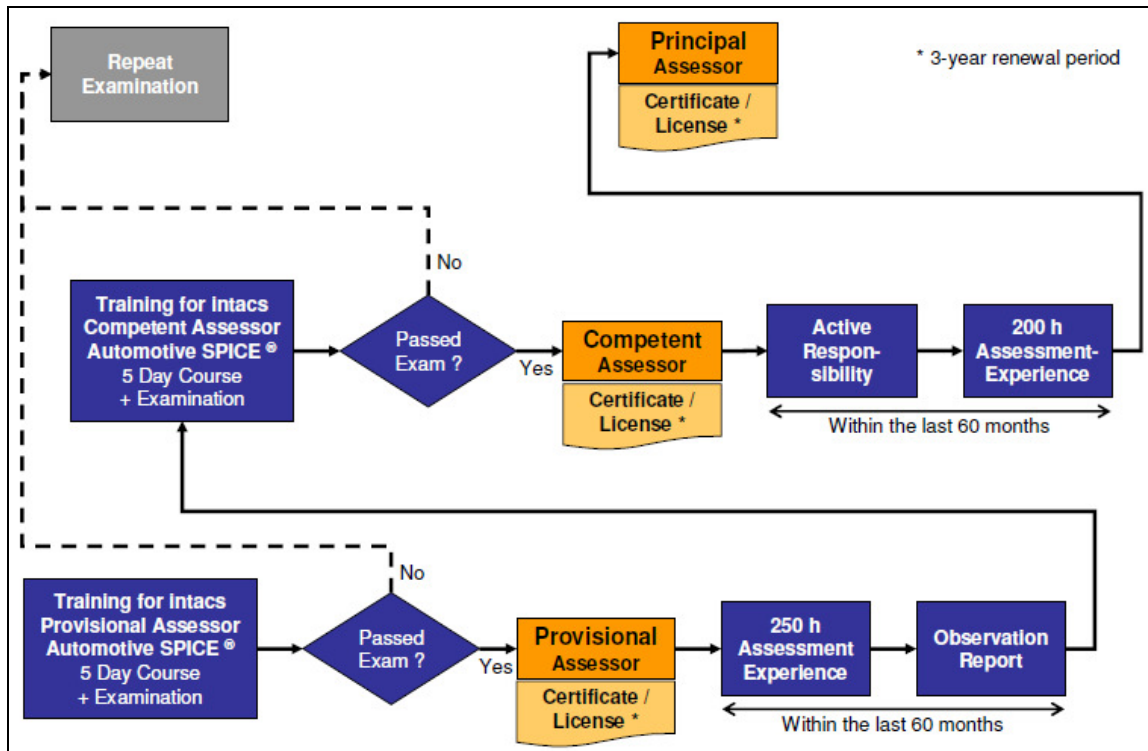 Repeat
Examination
Principal
Assessor
Certificate /
License *
* 3-year renewal period
No
Training for intacs
Competent Assessor
Automotive SPICE ®
5 Day Course
+ Examination
Passed
Exam ?
Yes
Competent
Assessor
Certificate /
License *
Active
Respon-
sibility
200 h
Assessment-
Experience
Within the last 60 months
No
Training for intacs
Provisional Assessor
Automotive SPICE ®
5 Day Course
+ Examination
Passed
Exam ?
Yes
Provisional
Assessor
Certificate /
License *
250 h
Assessment
Experience
Observation
Report
Within the last 60 months